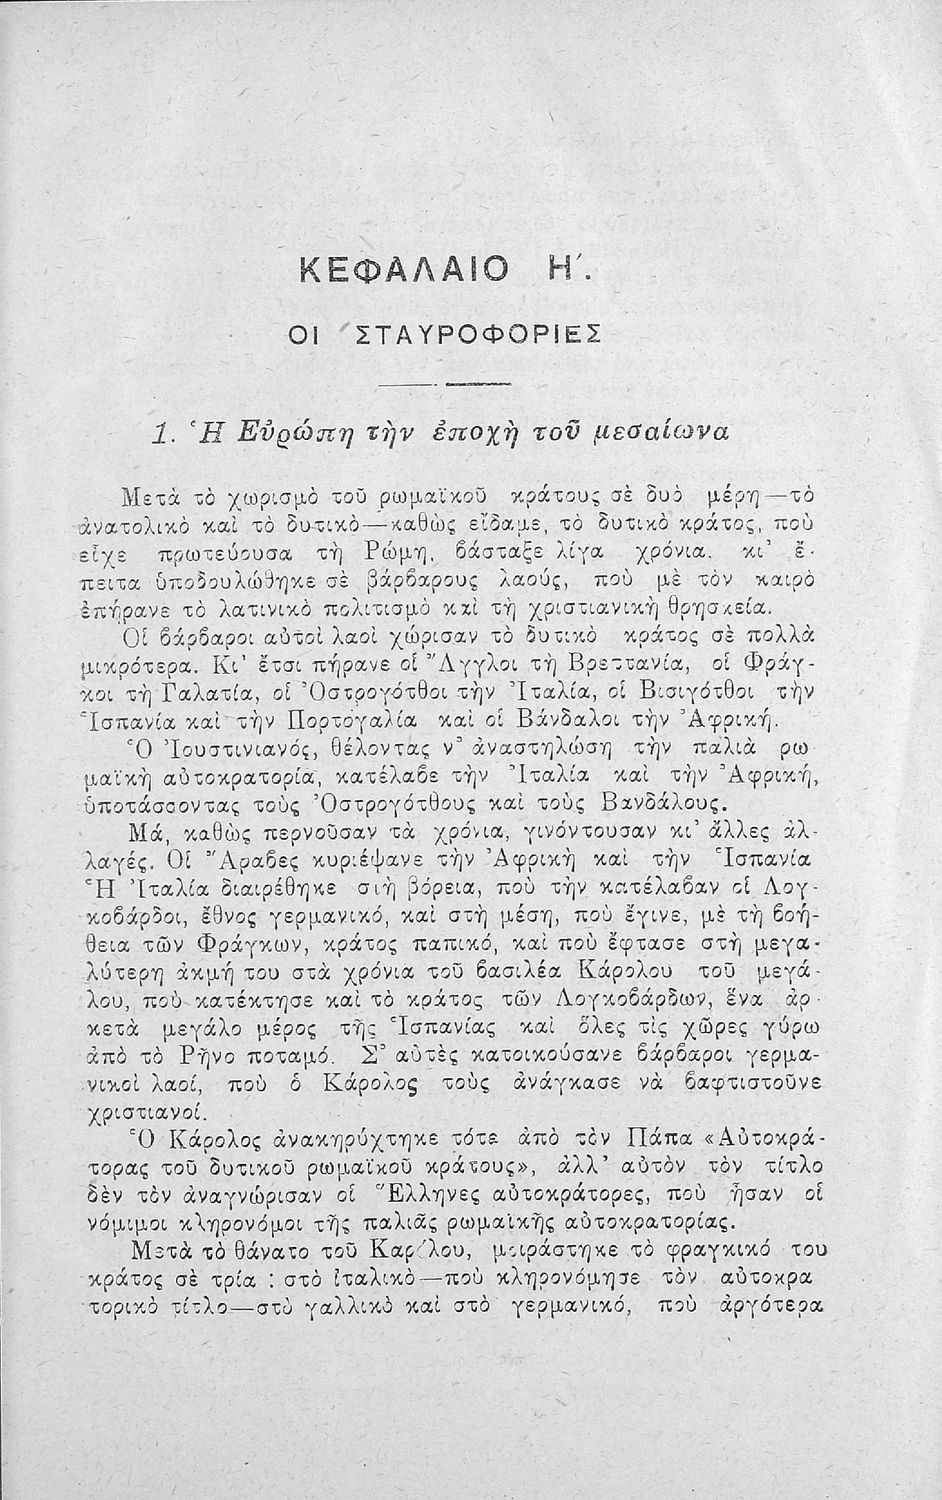 ΚΕΦΑΛΑΙΟ Η΄.
ΟΙ ΣΤΑΥΡΟΦΟΡΙΕΣ
1. Ἡ Εὐρώπη τὴν ἐποχὴ τοῦ μεσαίωνα
Μετὰ τὸ χωρισμὸ τοῦ ρωμαϊκοῦ κράτους σὲ δυὸ μέρη—τὸ
ἀνατολικὸ καὶ τὸ δυτικὸ—καθὼς εἴδαμε, τὸ δυτικὸ κράτος, ποὺ
εἶχε πρωτεύουσα τὴ Ρώμη, βάσταξε λίγα χρόνια, κι᾿ ἔ-
πειτα ὑποδουλώθηκε σὲ βάρβαρους λαούς, ποὺ μὲ τὸν καιρὸ
ἐπήρανε τὸ λατινικὸ πολιτισμὸ καὶ τὴ χριστιανικὴ θρησκεία.
Οἱ βάρβαροι αὐτοὶ λαοὶ χώρισαν τὸ δυτικὸ κράτος σὲ πολλὰ
μικρότερα. Κι᾿ ἔτσι πήρανε οἱ Ἄγγλοι τὴ Βρεττανία, οἱ Φράγ-
κοι τὴ Γαλατία, οἱ Ὀστρογότθοι τὴν Ἰταλία, οἱ Βισιγότθοι τὴν
Ἱσπανία καὶ τὴν Πορτογαλία καὶ οἱ Βάνδαλοι τὴν Ἀφρική.
Ὁ Ἰουστινιανός, θέλοντας ν᾿ ἀναστηλώση τὴν παλιὰ ρω
μαϊκὴ αὐτοκρατορία, κατέλαβε τὴν Ἰταλία καὶ τὴν Ἀφρική,
ὑποτάσσοντας τοὺς Ὀστρογότθους καὶ τοὺς Βανδάλους.
Μά, καθὼς περνοῦσαν τὰ χρόνια, γινόντουσαν κι᾿ ἄλλες ἀλ-
λαγές. Οἱ Ἄραβες κυριέψανε τὴν Ἀφρικὴ καὶ τὴν Ἱσπανία
Ἡ Ἰταλία διαιρέθηκε στὴ βόρεια, ποὺ τὴν κατέλαβαν οἱ Λογ-
κοβάρδοι, ἔθνος γερμανικό, καὶ στὴ μέση, ποὺ ἔγινε, μὲ τὴ βοή-
θεια τῶν Φράγκων, κράτος παπικό, καὶ ποὺ ἔφτασε στὴ μεγα-
λύτερη ἀκμή του στὰ χρόνια τοῦ βασιλέα Κάρολου τοῦ μεγά-
λου, ποὺ κατέκτησε καὶ τὸ κράτος τῶν Λογκοβάρδων, ἕνα ἀρ-
κετὰ μεγάλο μέρος τῆς Ἱσπανίας καὶ ὅλες τὶς χῶρες γύρω
ἀπὸ τὸ Ρῆνο ποταμό. Σ᾿ αὐτὲς κατοικούσανε βάρβαροι γερμα-
νικοὶ λαοί, ποὺ ὁ Κάρολος τοὺς ἀνάγκασε νὰ βαφτιστοῦνε
χριστιανοί.
Ὁ Κάρολος ἀνακηρύχτηκε τότε ἀπὸ τὸν Πάπα «Αὐτοκρά-
τορας τοῦ δυτικοῦ ρωμαϊκοῦ κράτους», ἀλλ᾿ αὐτὸν τὸν τίτλο
δὲν τὸν ἀναγνώρισαν οἱ Ἕλληνες αὐτοκράτορες, ποὺ ἦσαν οἱ
νόμιμοι κληρονόμοι τῆς παλιᾶς ρωμαϊκῆς αὐτοκρατορίας.
Μετὰ τὸ θάνατο τοῦ Καρόλου, μοιράστηκε τὸ φραγκικό του
κράτος σὲ τρία : στὸ ἰταλικὸ—ποὺ κληρονόμησε τὸν αὐτοκρα
τορικὸ τίτλο—στὸ γαλλικὸ καὶ στὸ γερμανικό, ποὺ ἀργότερα